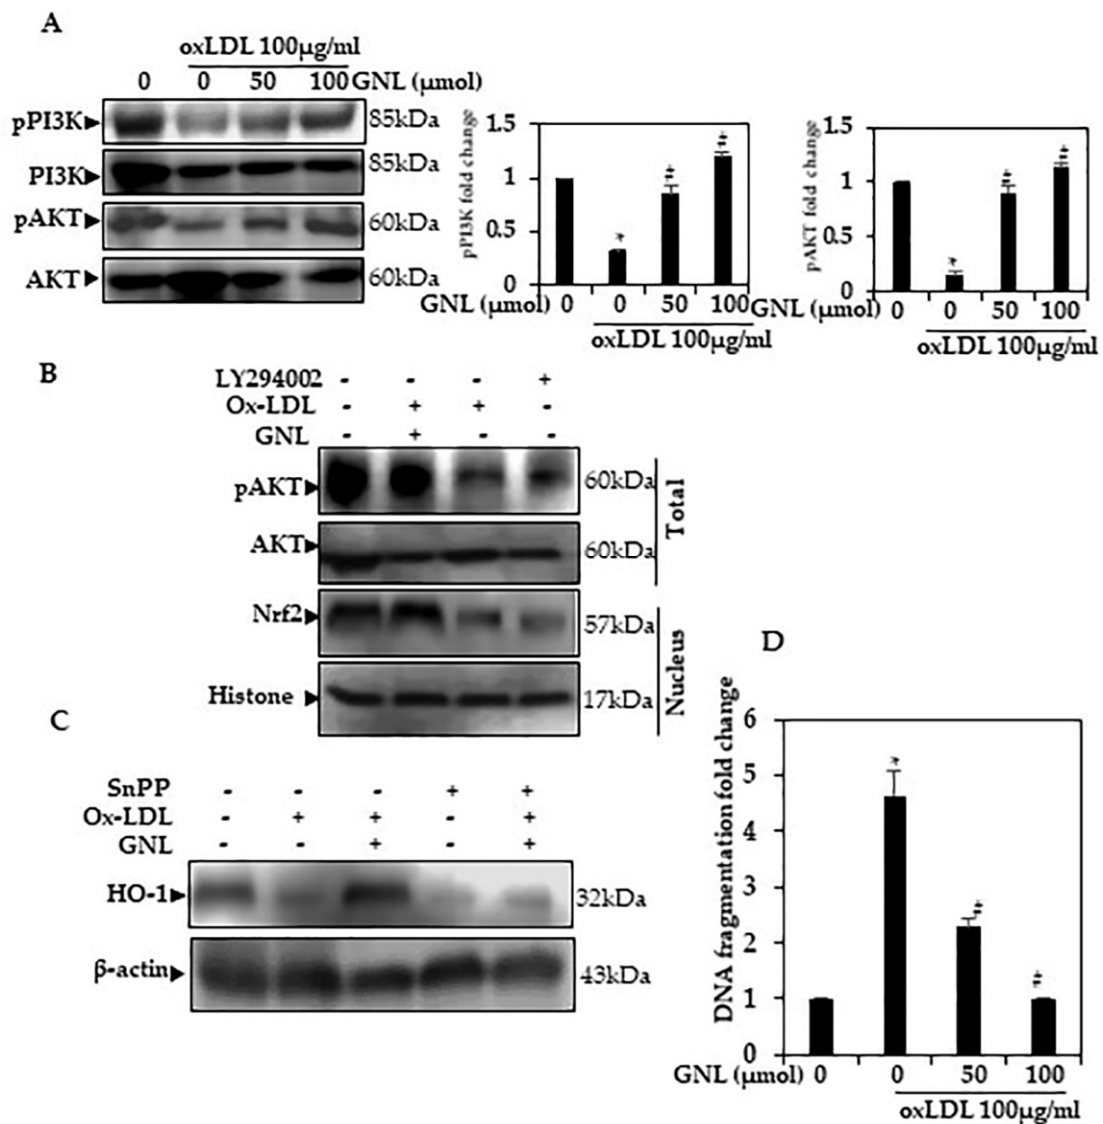 A
oxLDL 100µg/ml
0 0 50 100 GNL (µmol)
pPI3K 85kDa
PI3K 85kDa
pAKT 60kDa
AKT 60kDa
pPI3K fold change
1.5
1
0.5
0
* # #
GNL (µmol) 0 0 50 100
oxLDL 100µg/ml
pAKT fold change
1.5
1
0.5
0
* # #
GNL (µmol) 0 0 50 100
oxLDL 100µg/ml
B
LY294002 - - - +
Ox-LDL - + + -
GNL - + - -
pAKT 60kDa
AKT 60kDa
Total
Nrf2 57kDa
Histone 17kDa
Nucleus
C
SnPP - - - + +
Ox-LDL - + + - +
GNL - - + - +
HO-1 32kDa
β-actin 43kDa
D
DNA fragmentation fold change
6
5
4
3
2
1
0
* # #
GNL (µmol) 0 0 50 100
oxLDL 100µg/ml